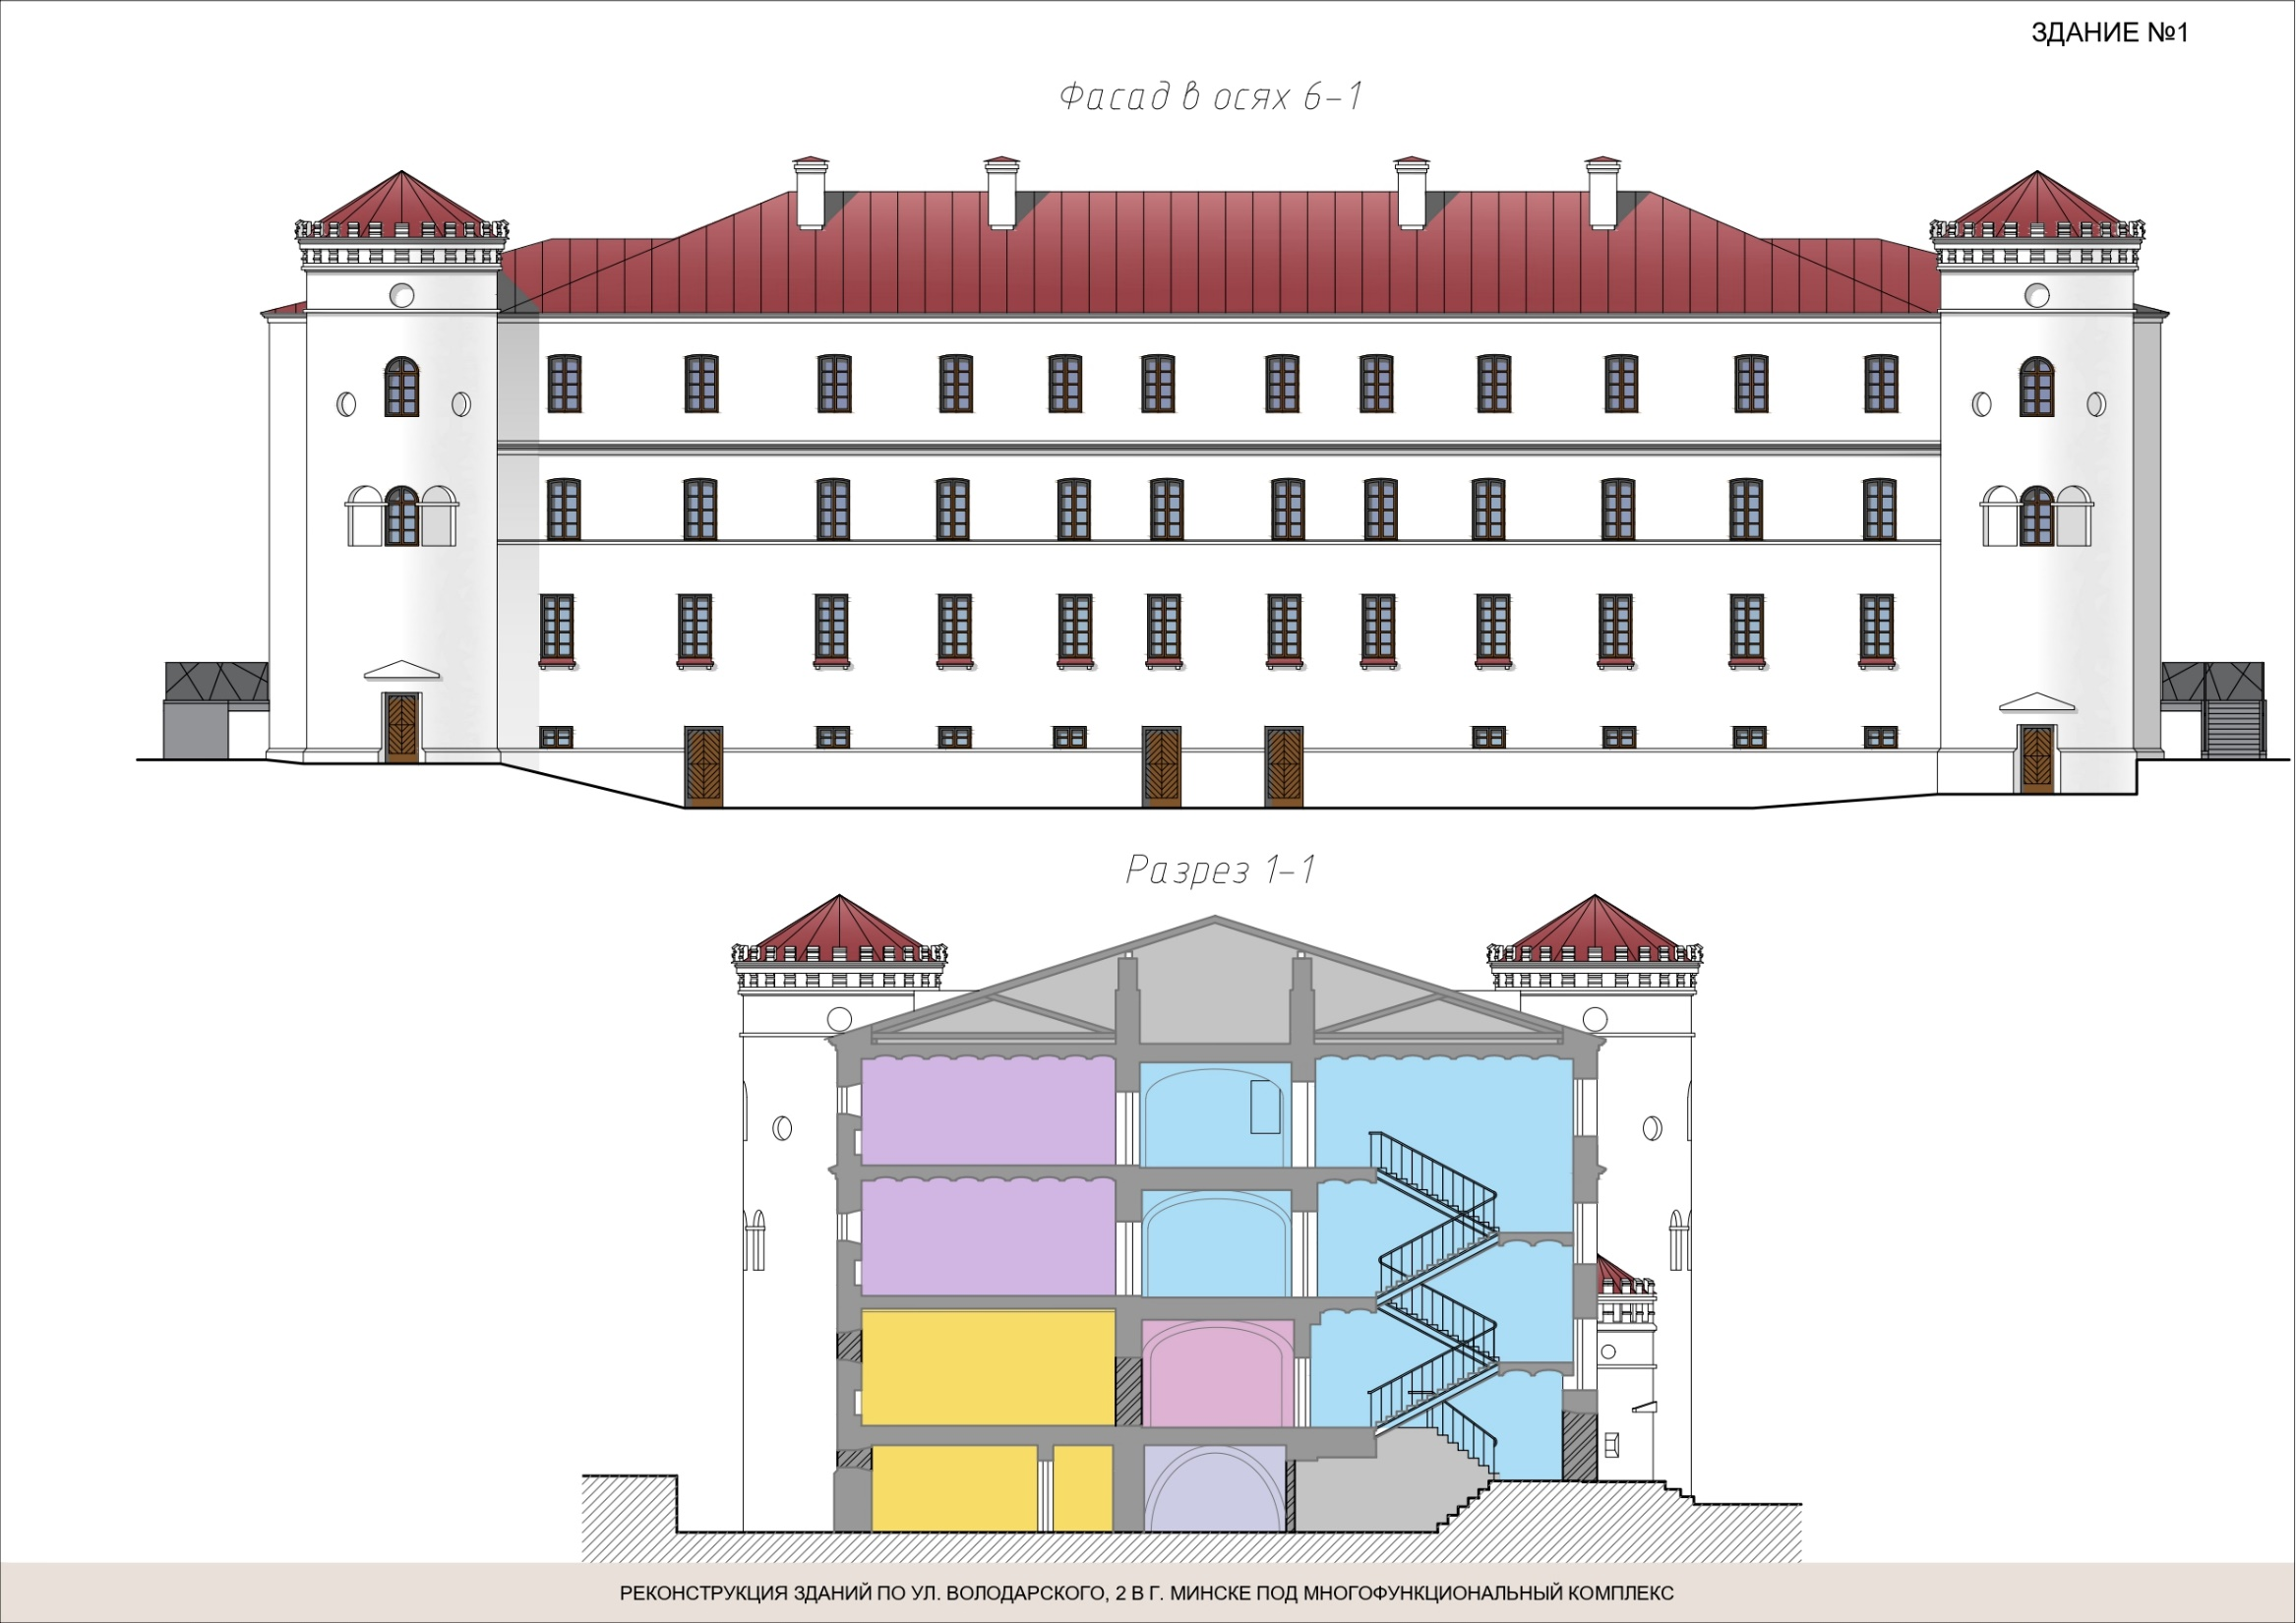 ЗДАНИЕ №1
Фасад в осях 6-1
Разрез 1-1
РЕКОНСТРУКЦИЯ ЗДАНИЙ ПО УЛ. ВОЛОДАРСКОГО, 2 В Г. МИНСКЕ ПОД МНОГОФУНКЦИОНАЛЬНЫЙ КОМПЛЕКС